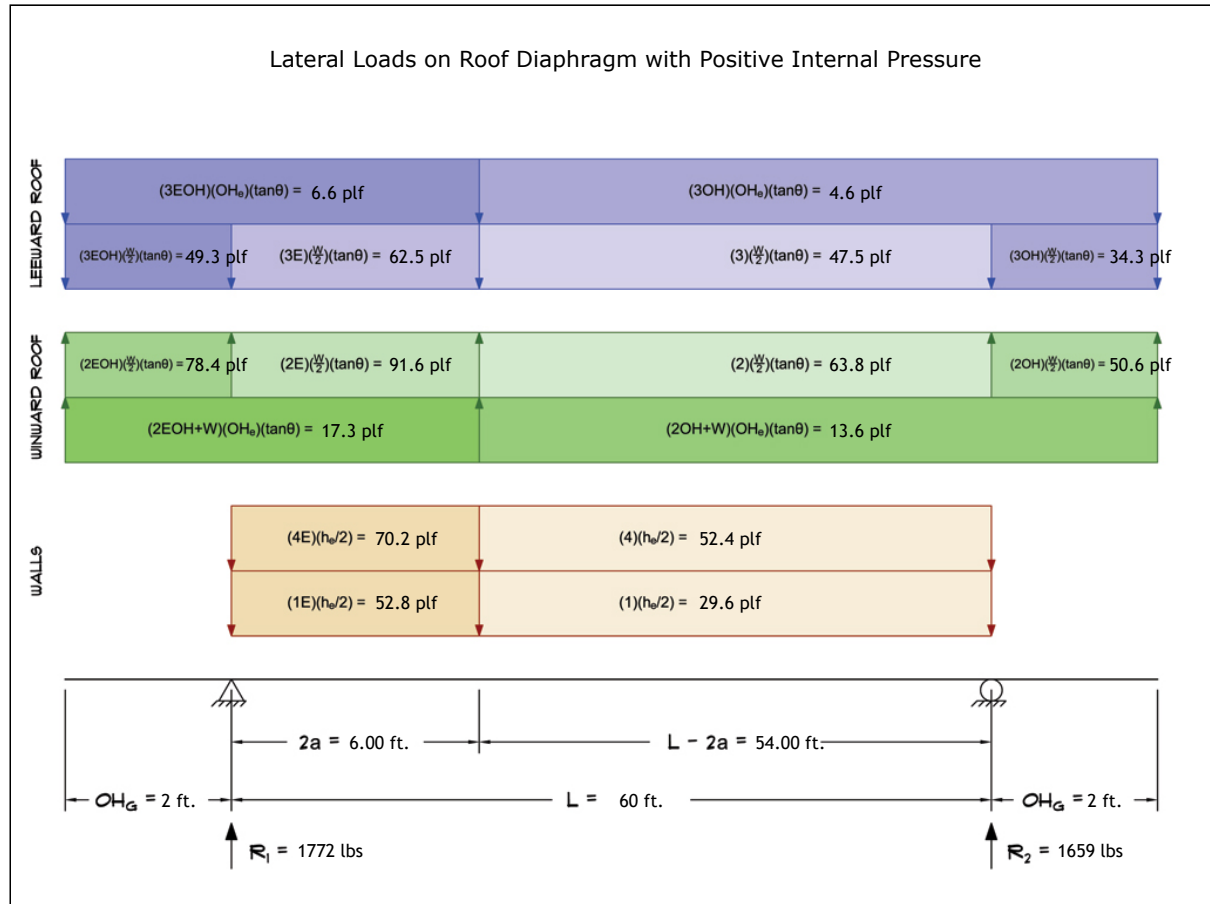 Lateral Loads on Roof Diaphragm with Positive Internal Pressure
LEEWARD ROOF
(3EOH)(OHₑ)(tanθ) = 6.6 plf
(3OH)(OHₑ)(tanθ) = 4.6 plf
(3EOH)(W/2)(tanθ) = 49.3 plf
(3E)(W/2)(tanθ) = 62.5 plf
(3)(W/2)(tanθ) = 47.5 plf
(3OH)(W/2)(tanθ) = 34.3 plf
WINWARD ROOF
(2EOH)(W/2)(tanθ) = 78.4 plf
(2E)(W/2)(tanθ) = 91.6 plf
(2)(W/2)(tanθ) = 63.8 plf
(2OH)(W/2)(tanθ) = 50.6 plf
(2EOH+W)(OHₑ)(tanθ) = 17.3 plf
(2OH+W)(OHₑ)(tanθ) = 13.6 plf
WALLS
(4E)(hₑ/2) = 70.2 plf
(4)(hₑ/2) = 52.4 plf
(1E)(hₑ/2) = 52.8 plf
(1)(hₑ/2) = 29.6 plf
2a = 6.00 ft.
L - 2a = 54.00 ft.
OH_G = 2 ft.
L = 60 ft.
OH_G = 2 ft.
R₁ = 1772 lbs
R₂ = 1659 lbs